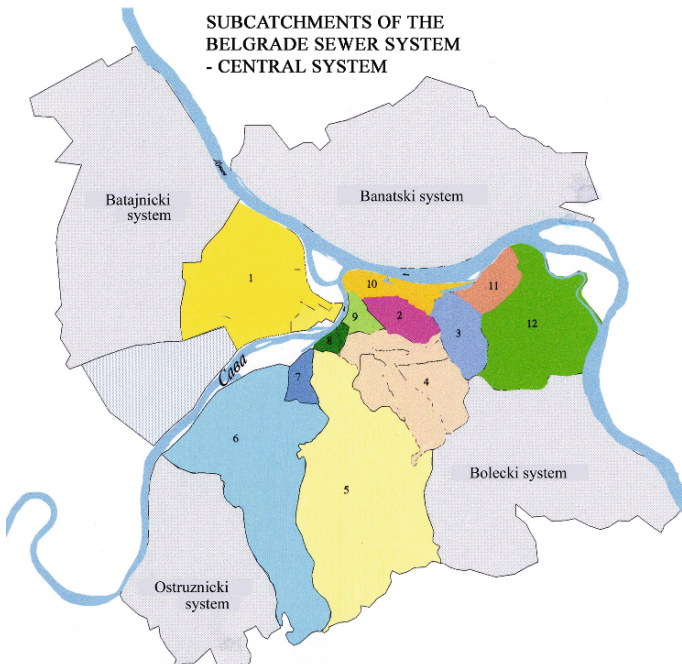 SUBCATCHMENTS OF THE
BELGRADE SEWER SYSTEM
- CENTRAL SYSTEM
Batajnicki
system
Banatski system
1
10
11
9
2
3
12
8
7
4
Сава
6
5
Bolecki system
Ostruznicki
system